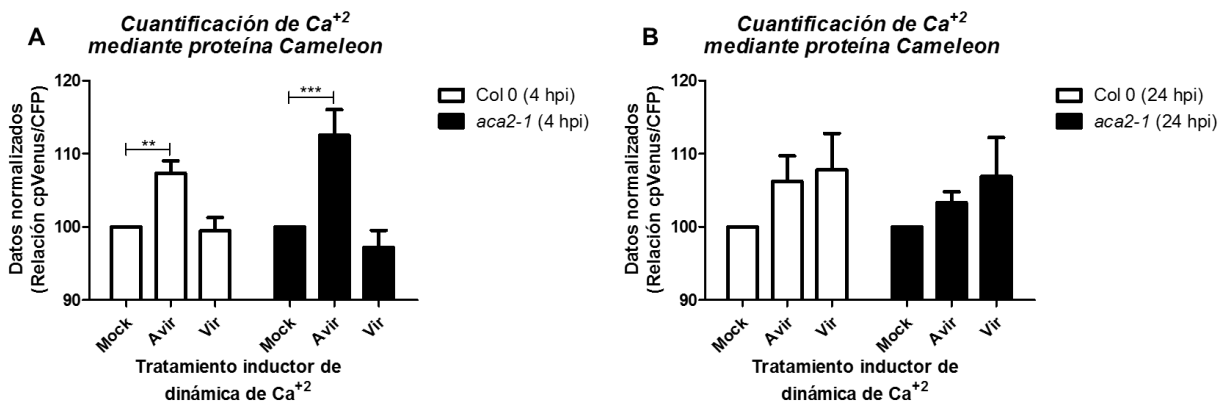 A
Cuantificación de Ca+2
mediante proteína Cameleon
Datos normalizados
(Relación cpVenus/CFP)
120
110
100
90
**
***
Mock
Avir
Vir
Mock
Avir
Vir
Tratamiento inductor de
dinámica de Ca+2
Col 0 (4 hpi)
aca2-1 (4 hpi)
B
Cuantificación de Ca+2
mediante proteína Cameleon
Datos normalizados
(Relación cpVenus/CFP)
120
110
100
90
Mock
Avir
Vir
Mock
Avir
Vir
Tratamiento inductor de
dinámica de Ca+2
Col 0 (24 hpi)
aca2-1 (24 hpi)